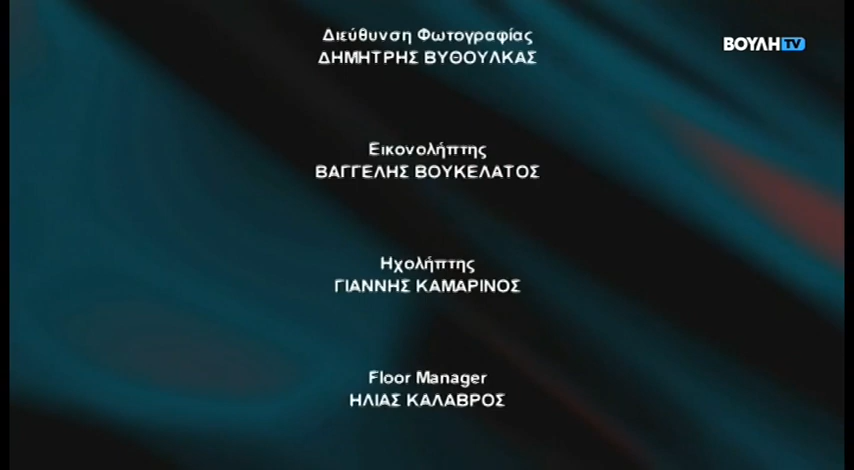 Διεύθυνση Φωτογραφίας
ΔΗΜΗΤΡΗΣ ΒΥΘΟΥΛΚΑΣ
ΒΟΥΛΗ TV
Εικονολήπτης
ΒΑΓΓΕΛΗΣ ΒΟΥΚΕΛΑΤΟΣ
Ηχολήπτης
ΓΙΑΝΝΗΣ ΚΑΜΑΡΙΝΟΣ
Floor Manager
ΗΛΙΑΣ ΚΑΛΑΒΡΟΣ